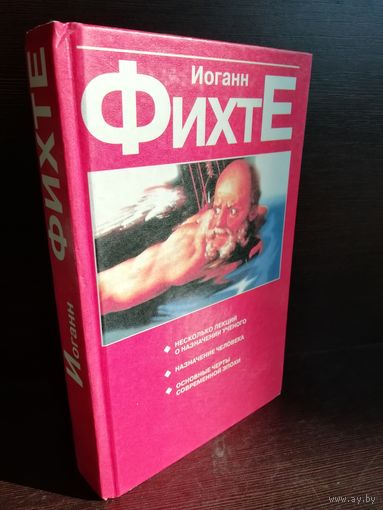 Иоганн
ФИХТЕ
НЕСКОЛЬКО ЛЕКЦИЙ
О НАЗНАЧЕНИИ УЧЕНОГО
НАЗНАЧЕНИЕ ЧЕЛОВЕКА
ОСНОВНЫЕ ЧЕРТЫ
СОВРЕМЕННОЙ ЭПОХИ
Иоганн ФИХТЕ
www.ay.by